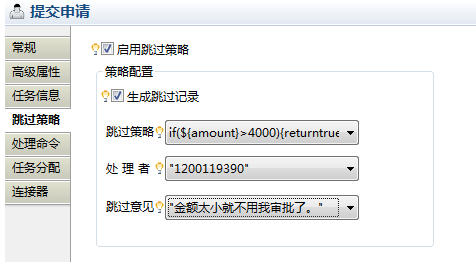 提交申请
常规
高级属性
任务信息
跳过策略
处理命令
任务分配
连接器
启用跳过策略
策略配置
生成跳过记录
跳过策略 if(${amount}>4000){returntrue
处 理 者 "1200119390"
跳过意见 "金额太小就不用我审批了。"